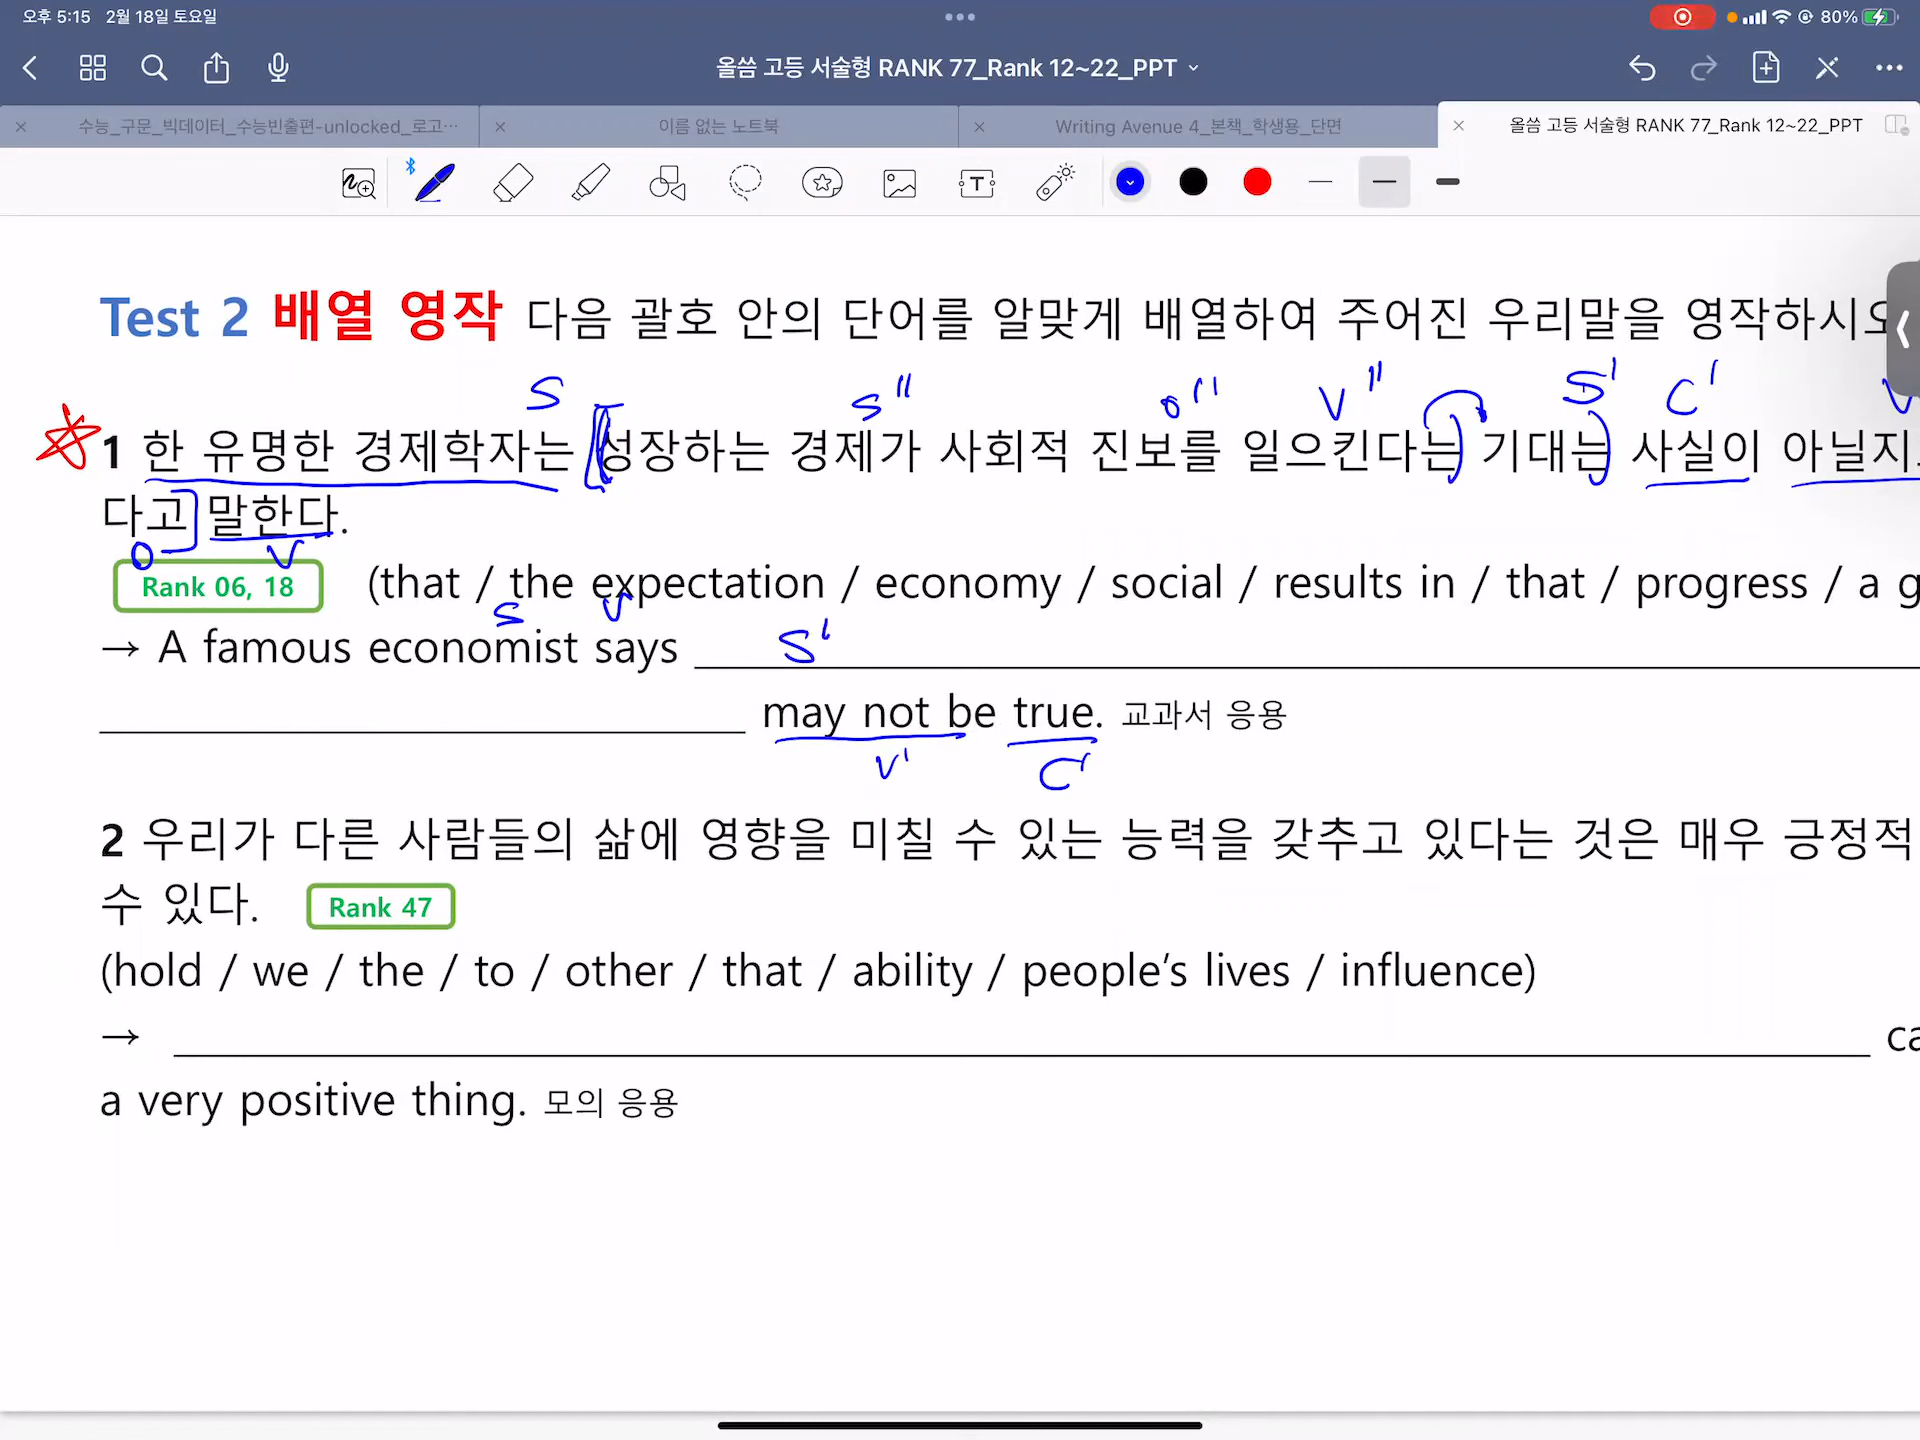 오후 5:15 2월 18일 토요일
80%
올씀 고등 서술형 RANK 77_Rank 12~22_PPT
수능_구문_빅데이터_수능빈출편-unlocked_로고…
이름 없는 노트북
Writing Avenue 4_본책_학생용_단면
올씀 고등 서술형 RANK 77_Rank 12~22_PPT
Test 2 배열 영작 다음 괄호 안의 단어를 알맞게 배열하여 주어진 우리말을 영작하시오
S S" o" V" S' C' V
1 한 유명한 경제학자는 성장하는 경제가 사회적 진보를 일으킨다는 기대는 사실이 아닐지
다고 말한다.
O V
Rank 06, 18 (that / the expectation / economy / social / results in / that / progress / a g
S V S'
→ A famous economist says
may not be true. 교과서 응용
V' C'
2 우리가 다른 사람들의 삶에 영향을 미칠 수 있는 능력을 갖추고 있다는 것은 매우 긍정적
수 있다. Rank 47
(hold / we / the / to / other / that / ability / people's lives / influence)
→ ca
a very positive thing. 모의 응용